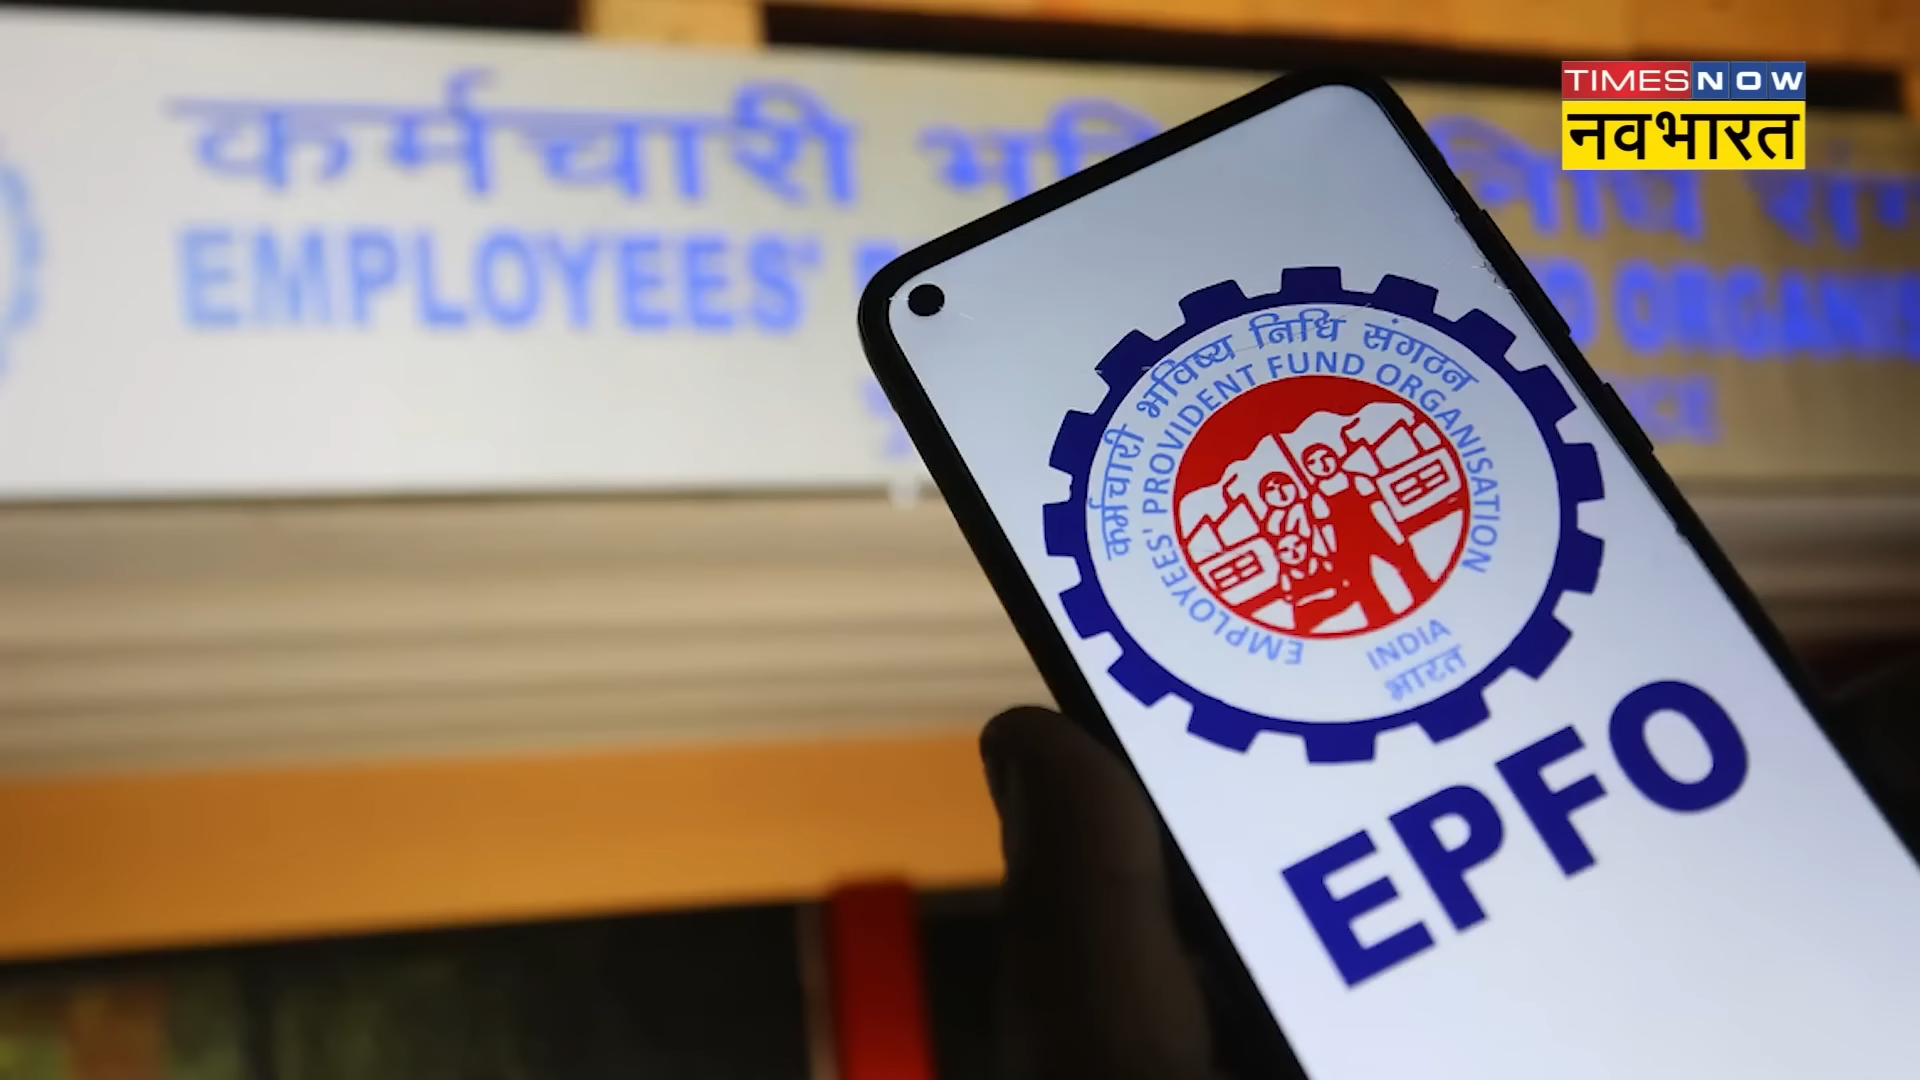 TIMES NOW
नवभारत
कर्मचारी
EMPLOYEES'
कर्मचारी भविष्य निधि संगठन
EMPLOYEES' PROVIDENT FUND ORGANISATION
INDIA
भारत
EPFO